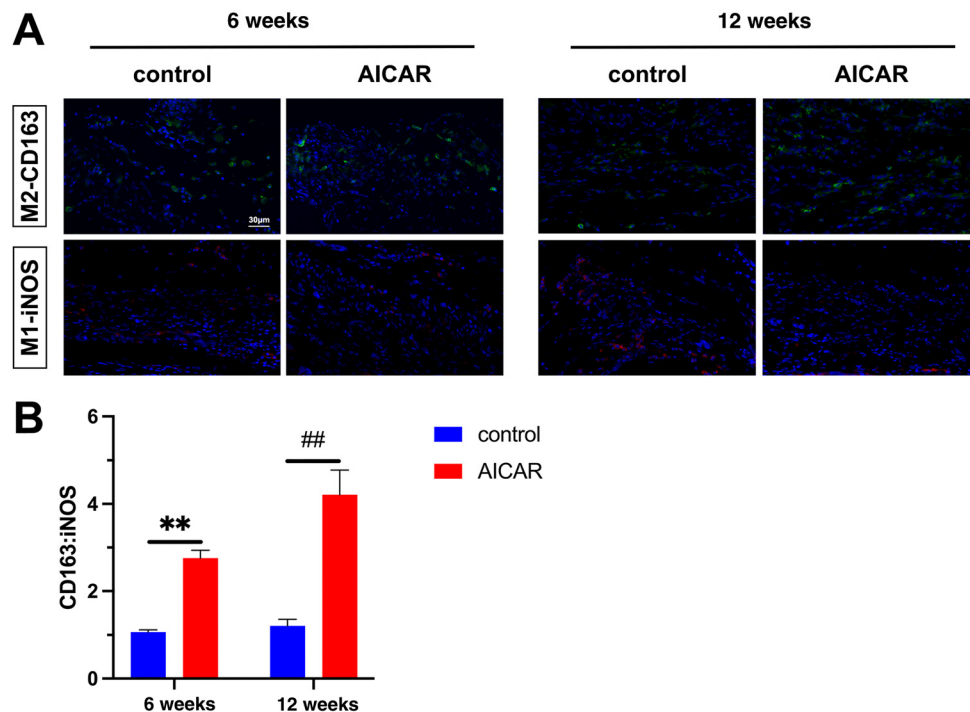 A
6 weeks
12 weeks
control
AICAR
control
AICAR
M2-CD163
30μm
M1-iNOS
B
CD163:iNOS
6
4
2
0
**
##
control
AICAR
6 weeks
12 weeks